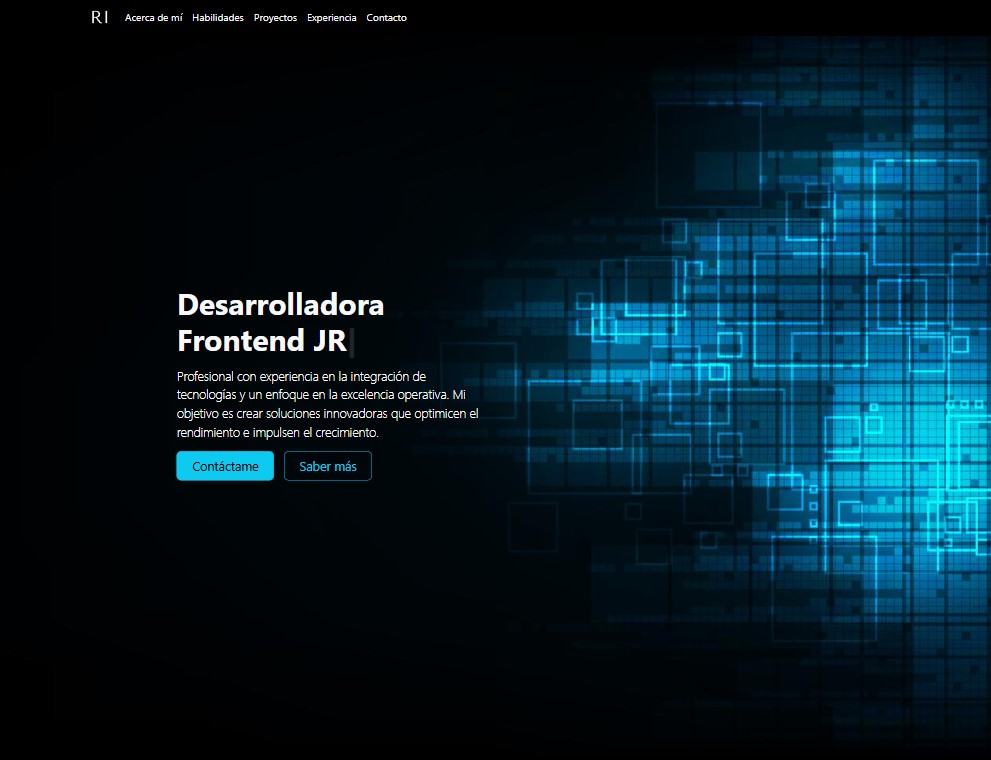 RI Acerca de mí Habilidades Proyectos Experiencia Contacto
Desarrolladora
Frontend JR
Profesional con experiencia en la integración de
tecnologías y un enfoque en la excelencia operativa. Mi
objetivo es crear soluciones innovadoras que optimicen el
rendimiento e impulsen el crecimiento.
Contáctame Saber más